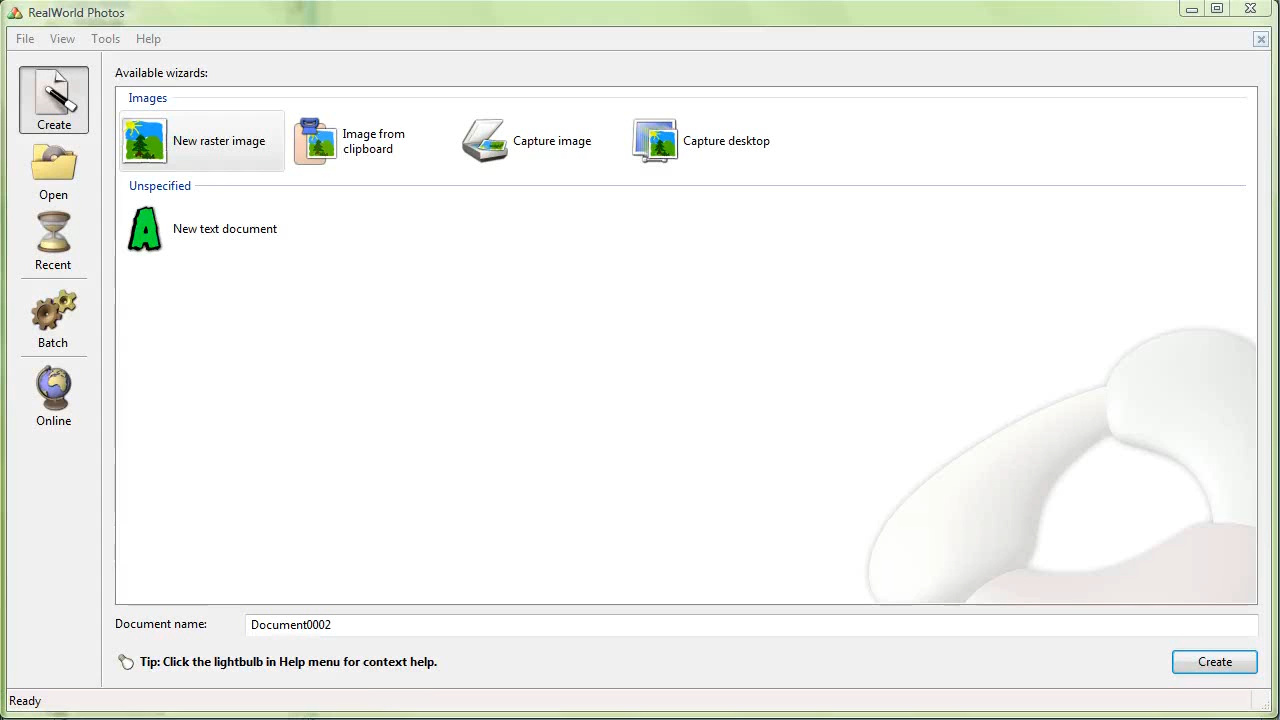 RealWorld Photos
File View Tools Help
Create
Open
Recent
Batch
Online
Available wizards:
Images
New raster image
Image from
clipboard
Capture image
Capture desktop
Unspecified
New text document
Document name: Document0002
Tip: Click the lightbulb in Help menu for context help.
Create
Ready